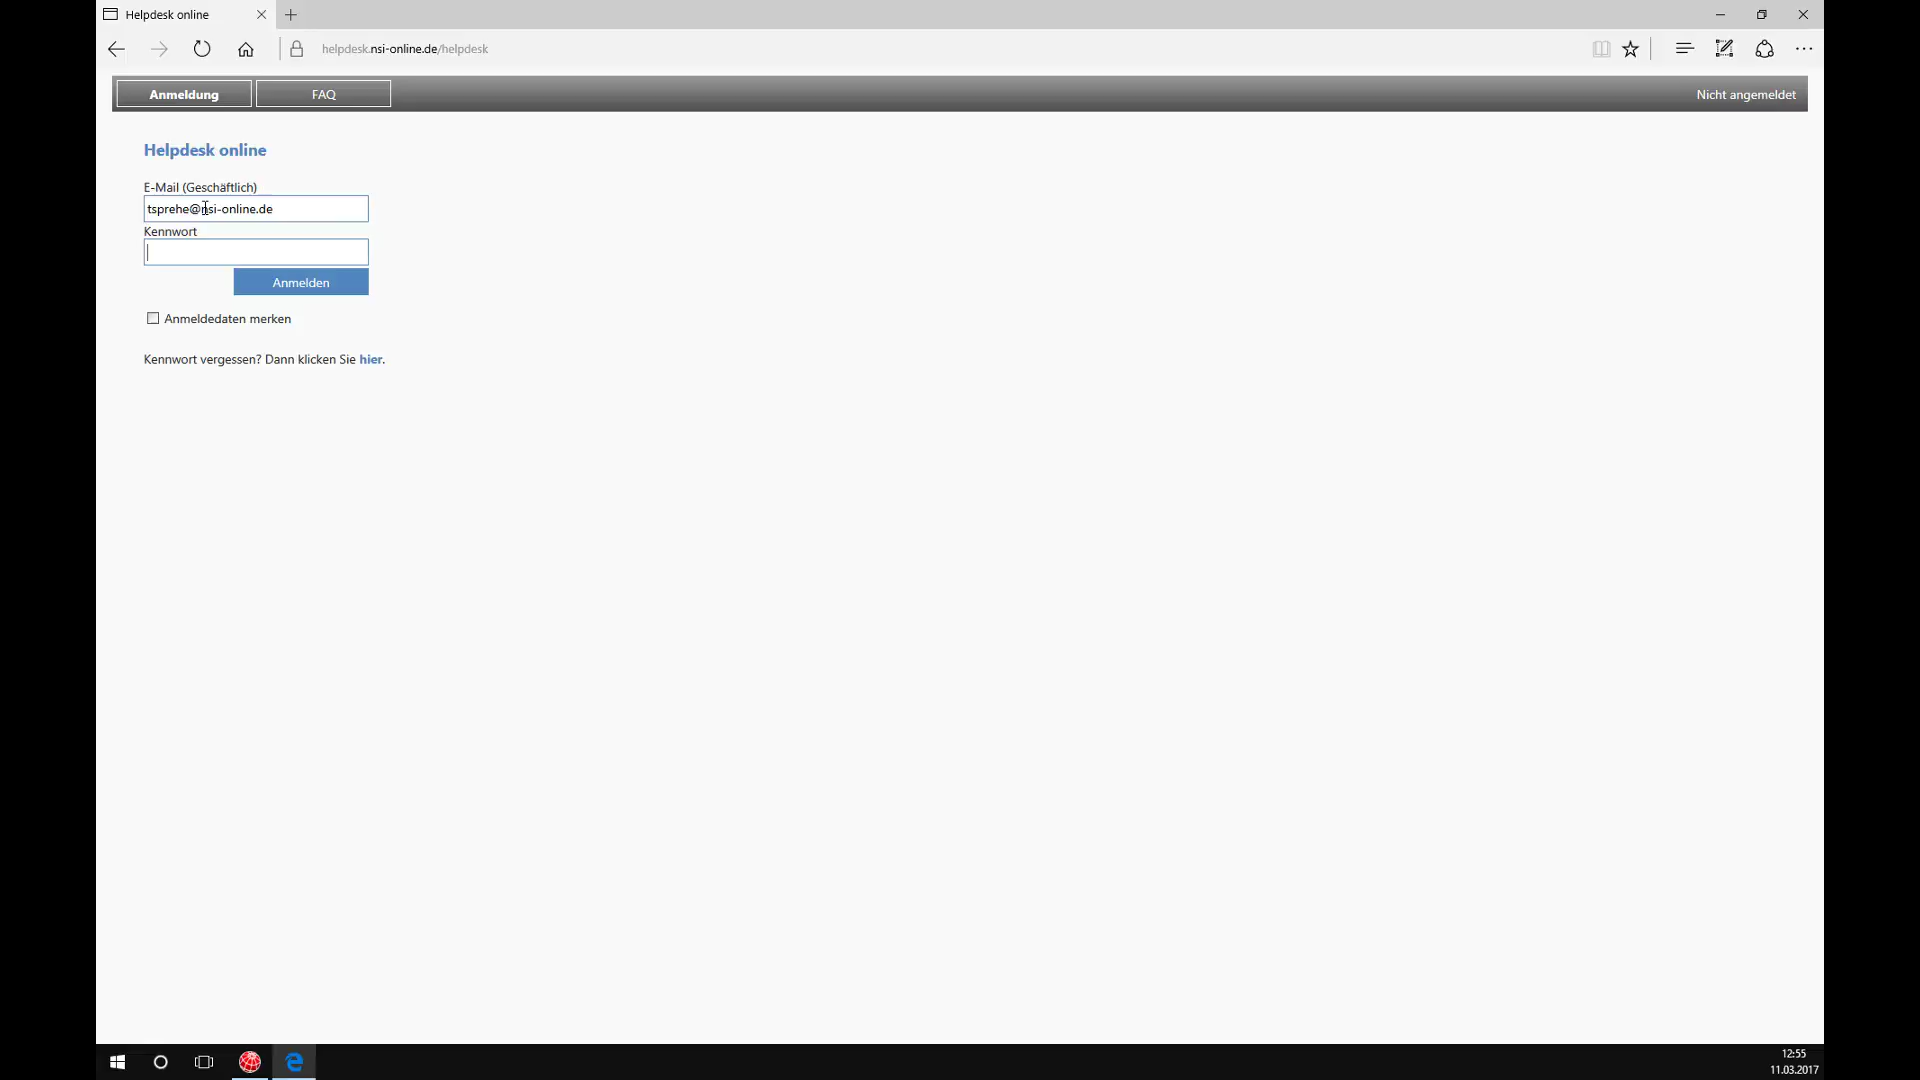 Helpdesk online
helpdesk.nsi-online.de/helpdesk
Anmeldung
FAQ
Nicht angemeldet
Helpdesk online
E-Mail (Geschäftlich)
tsprehe@nsi-online.de
Kennwort
Anmelden
Anmeldedaten merken
Kennwort vergessen? Dann klicken Sie hier.
12:55
11.03.2017